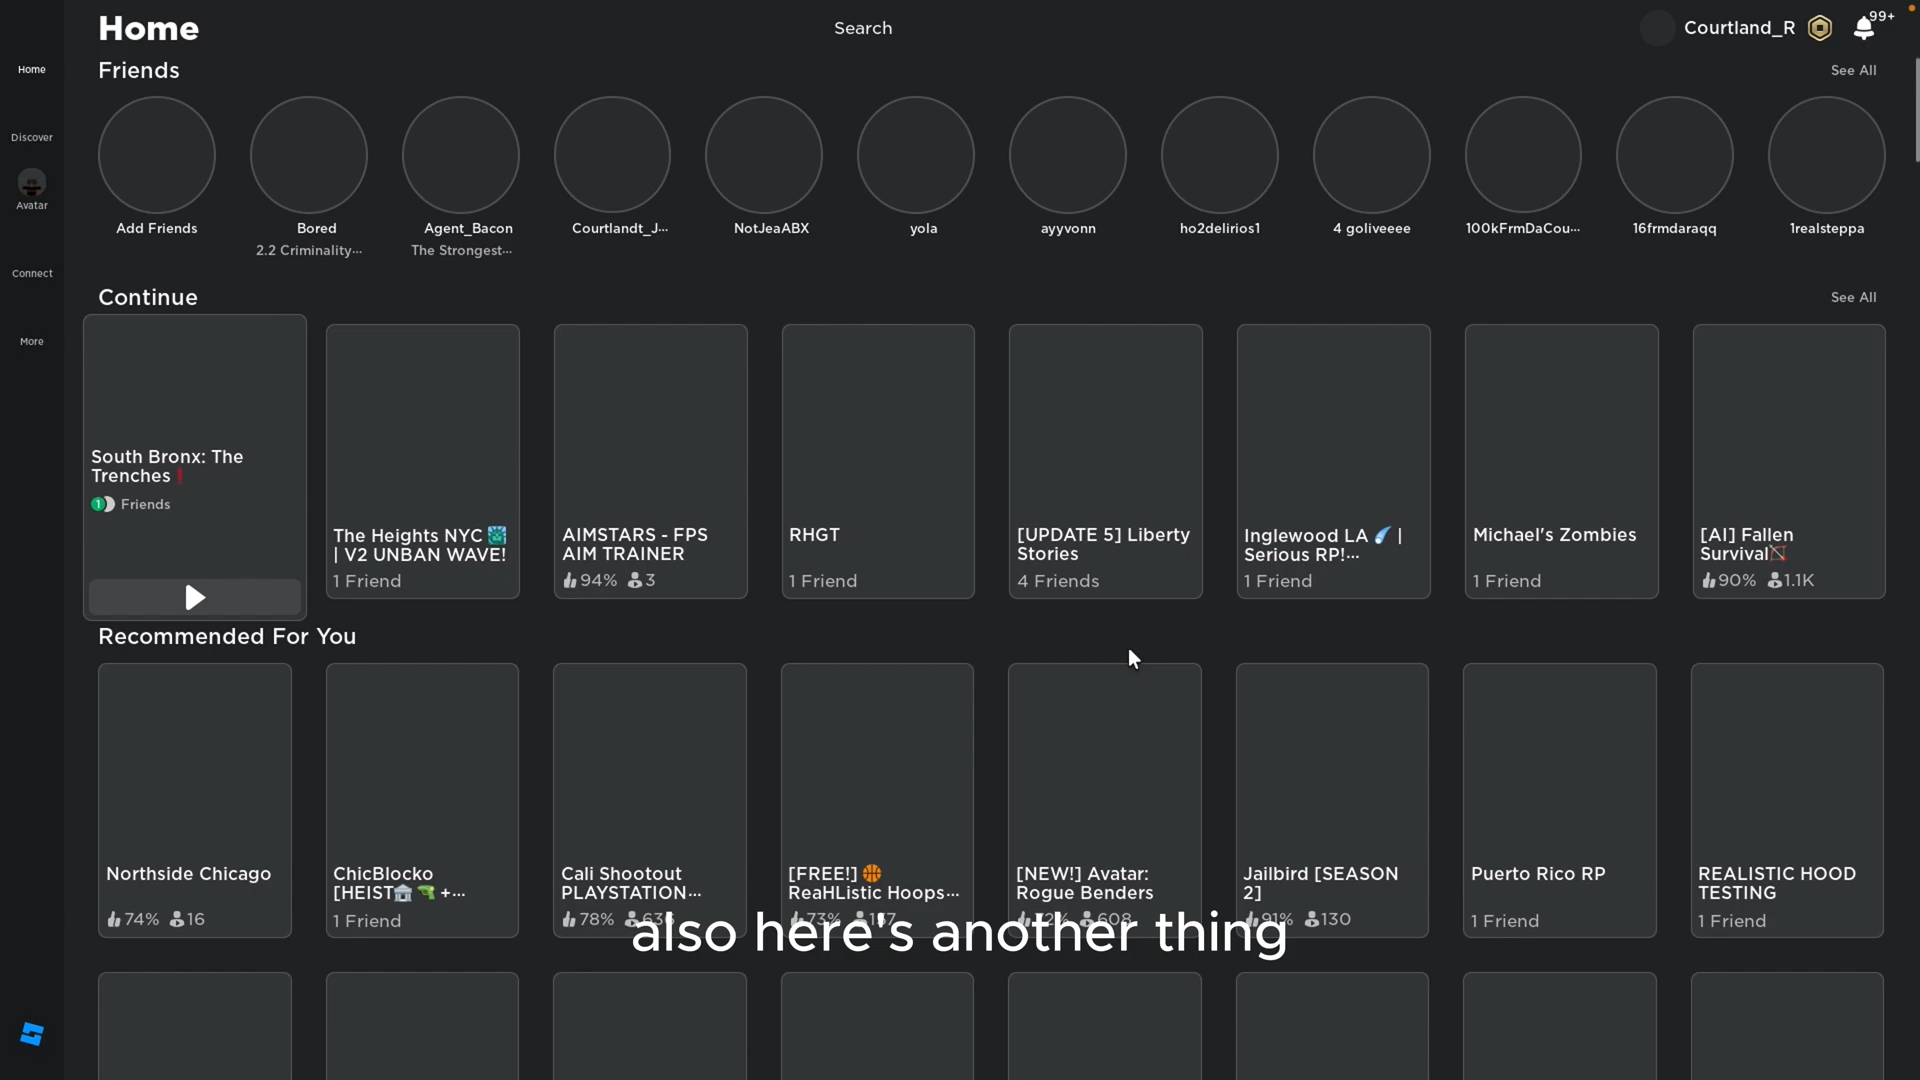 Home
Search
Courtland_R
99+
Home
Friends
See All
Discover
Avatar
Add Friends
Bored
Agent_Bacon
Courtlandt_J...
NotJeaABX
yola
ayyvonn
ho2delirios1
4 goliveeee
100kFrmDaCou...
16frmdaraqq
1realsteppa
2.2 Criminality...
The Strongest...
Connect
Continue
See All
More
South Bronx: The
Trenches❗
1 Friends
The Heights NYC 🗽
| V2 UNBAN WAVE!
1 Friend
AIMSTARS - FPS
AIM TRAINER
94% 3
RHGT
1 Friend
[UPDATE 5] Liberty
Stories
4 Friends
Inglewood LA ☄️ |
Serious RP!...
1 Friend
Michael's Zombies
1 Friend
[AI] Fallen
Survival🏹
90% 1.1K
Recommended For You
Northside Chicago
74% 16
ChicBlocko
[HEIST🏛️🔫+...
1 Friend
Cali Shootout
PLAYSTATION...
78% 636
[FREE!] 🏀
ReaHListic Hoops...
73%
[NEW!] Avatar:
Rogue Benders
72% 608
Jailbird [SEASON
2]
91% 130
Puerto Rico RP
1 Friend
REALISTIC HOOD
TESTING
1 Friend
also here's another thing